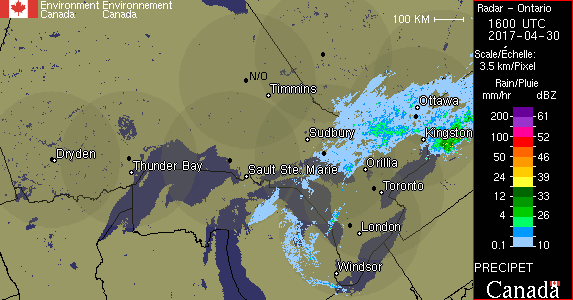 Environment Environnement
Canada Canada
Radar - Ontario
1600 UTC
2017-04-30
100 KM
Scale/Échelle:
3.5 km/Pixel
Rain/Pluie
mm/hr dBZ
200 61
100 52
50 46
24 39
12 33
4 26
0.1 10
N/O
Timmins
Ottawa
Sudbury
Kingston
Dryden
Thunder Bay
Sault Ste. Marie
Orillia
Toronto
London
Windsor
PRECIPET
Canada